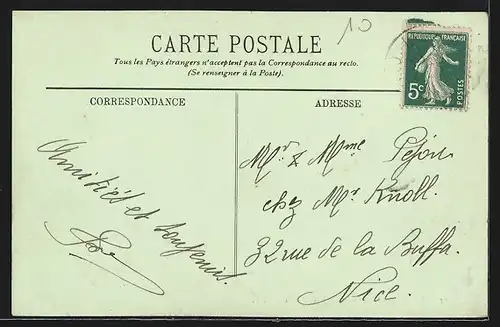 10
CARTE POSTALE
Tous les Pays étrangers n'acceptent pas la Correspondance au recto.
(Se renseigner à la Poste).
REPUBLIQUE FRANÇAISE
5c
POSTES
CORRESPONDANCE
ADRESSE
Amitiés et souvenir.
Mr & Mme
chez Mr Knoll.
32 rue de la Buffa.
Nice.